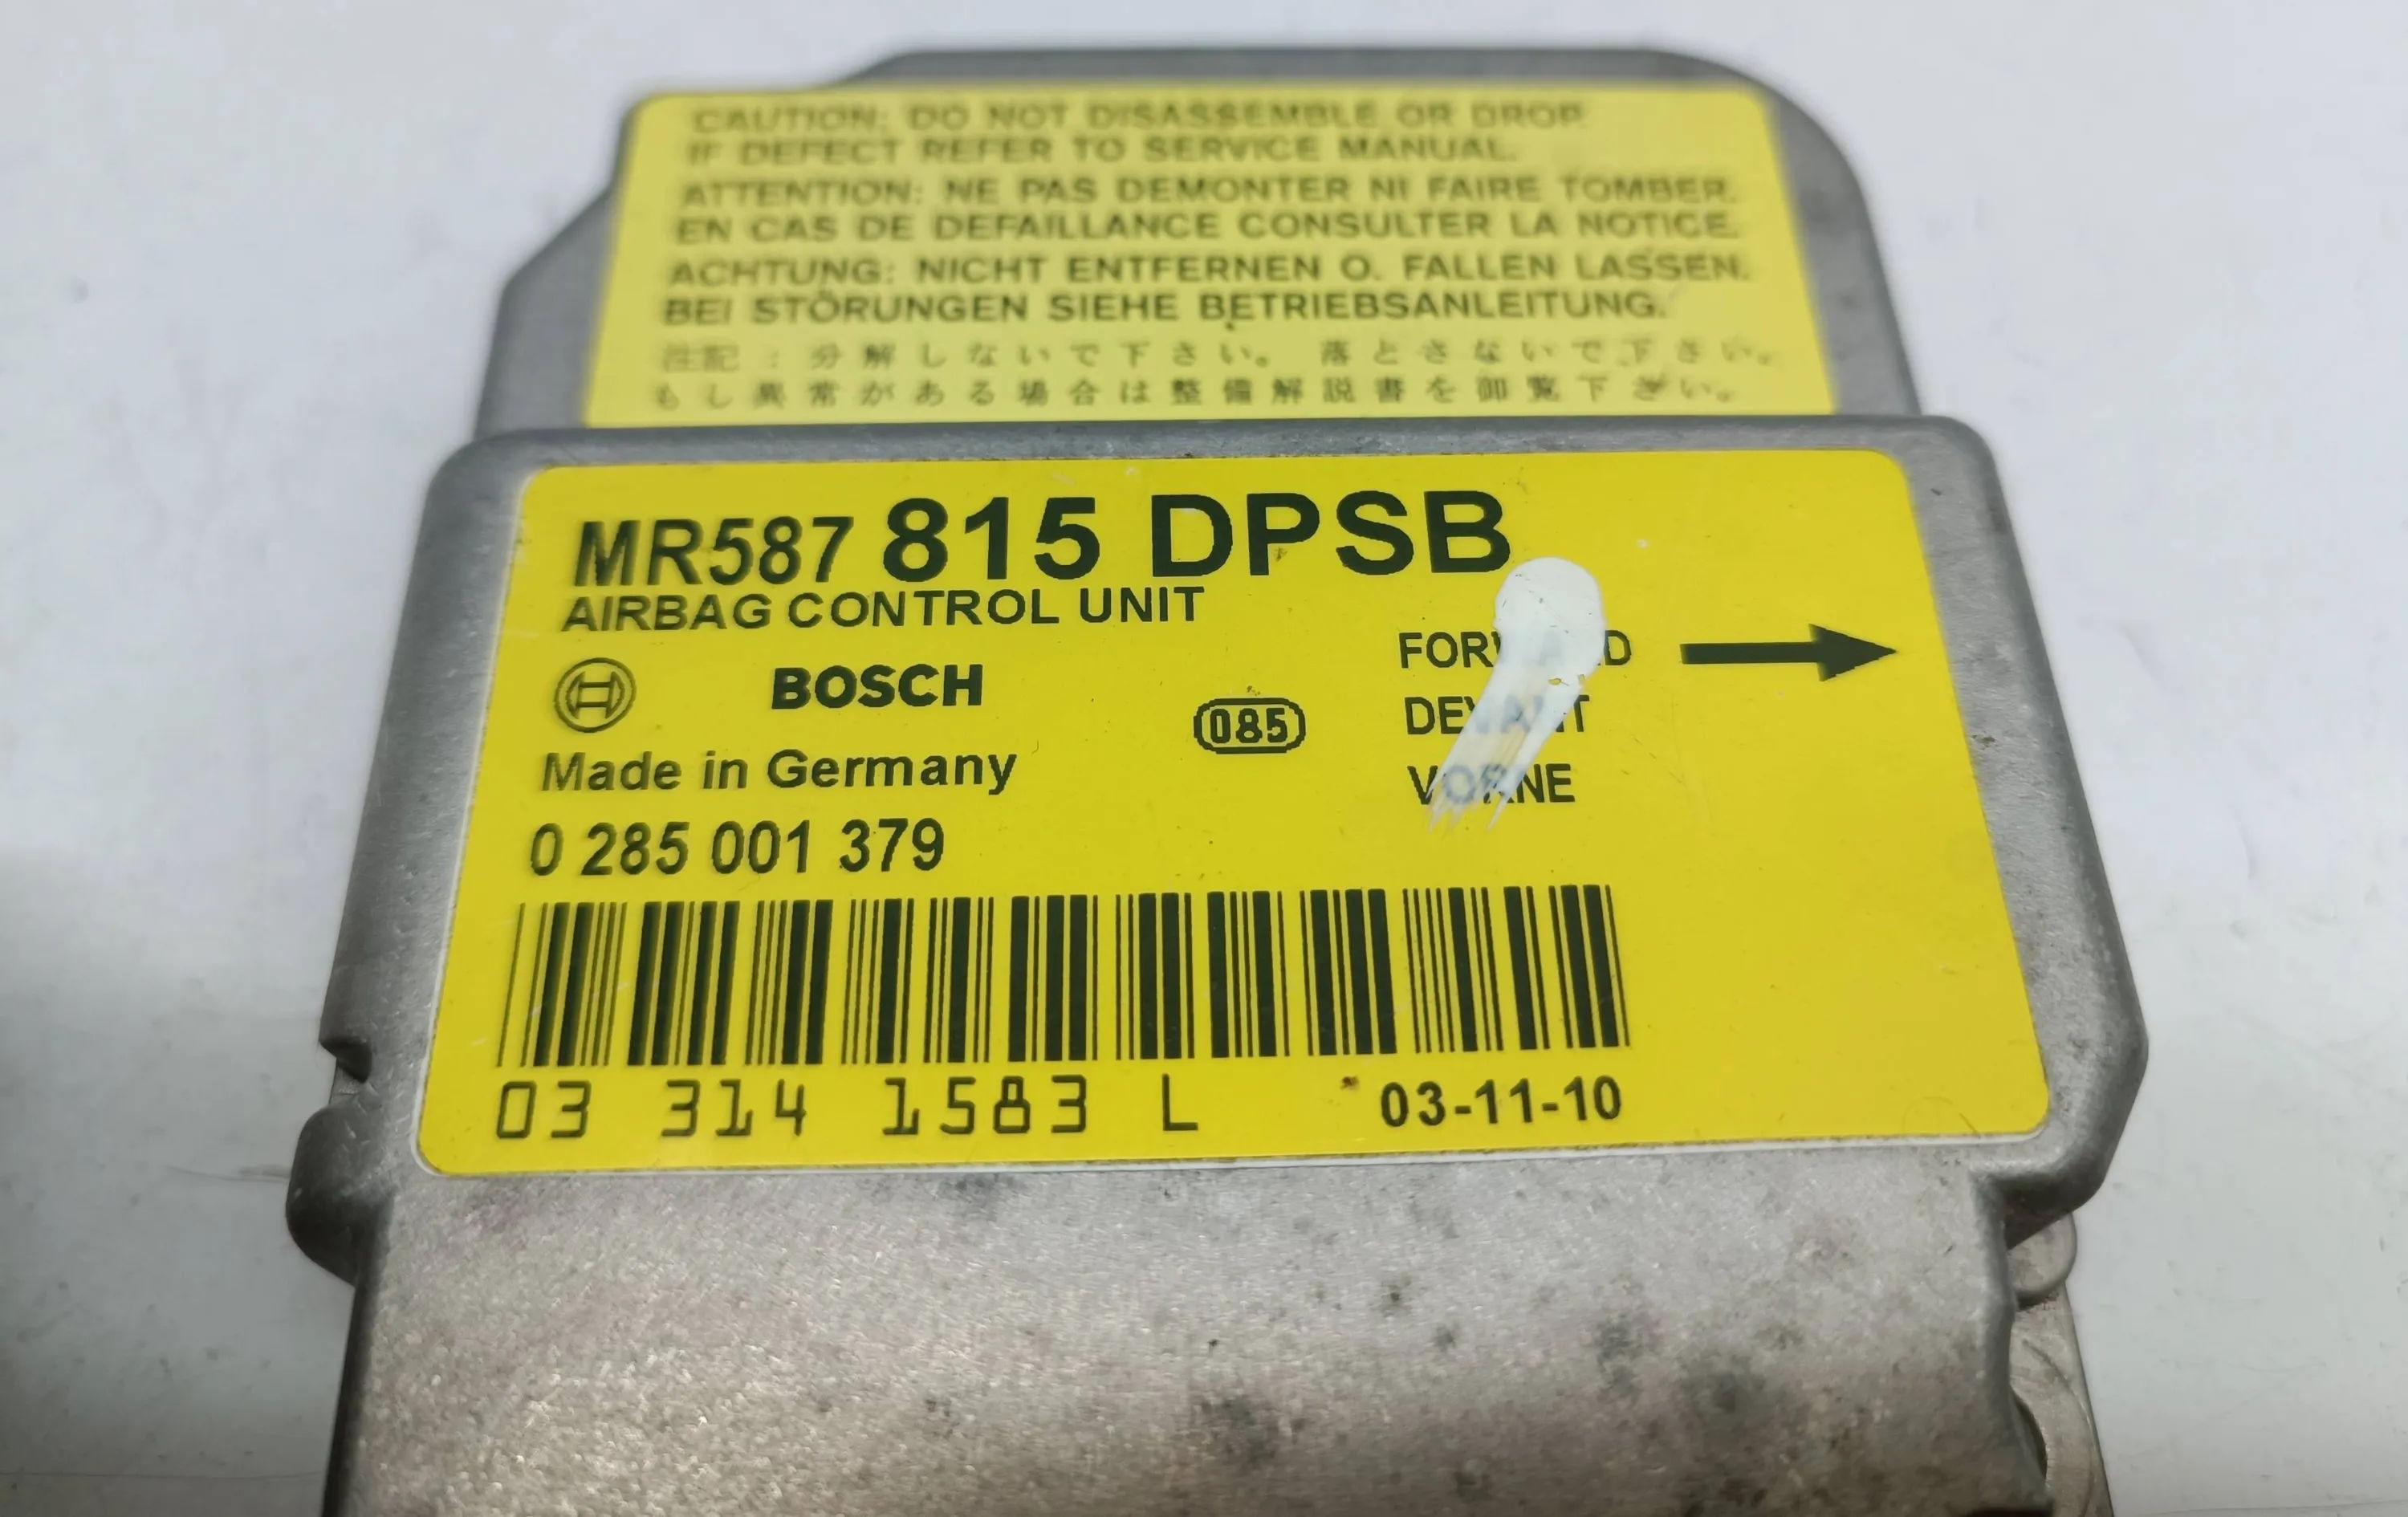 CAUTION: DO NOT DISASSEMBLE OR DROP.
IF DEFECT REFER TO SERVICE MANUAL.
ATTENTION: NE PAS DEMONTER NI FAIRE TOMBER.
EN CAS DE DEFAILLANCE CONSULTER LA NOTICE.
ACHTUNG: NICHT ENTFERNEN O. FALLEN LASSEN.
BEI STÖRUNGEN SIEHE BETRIEBSANLEITUNG.
注記：分解しないで下さい。 落とさないで下さい。
もし異常がある場合は整備解説書を御覧下さい。
MR587 815 DPSB
AIRBAG CONTROL UNIT
FORWARD
BOSCH
085
DEVANT
Made in Germany
VORNE
0 285 001 379
03 314 1583 L 03-11-10